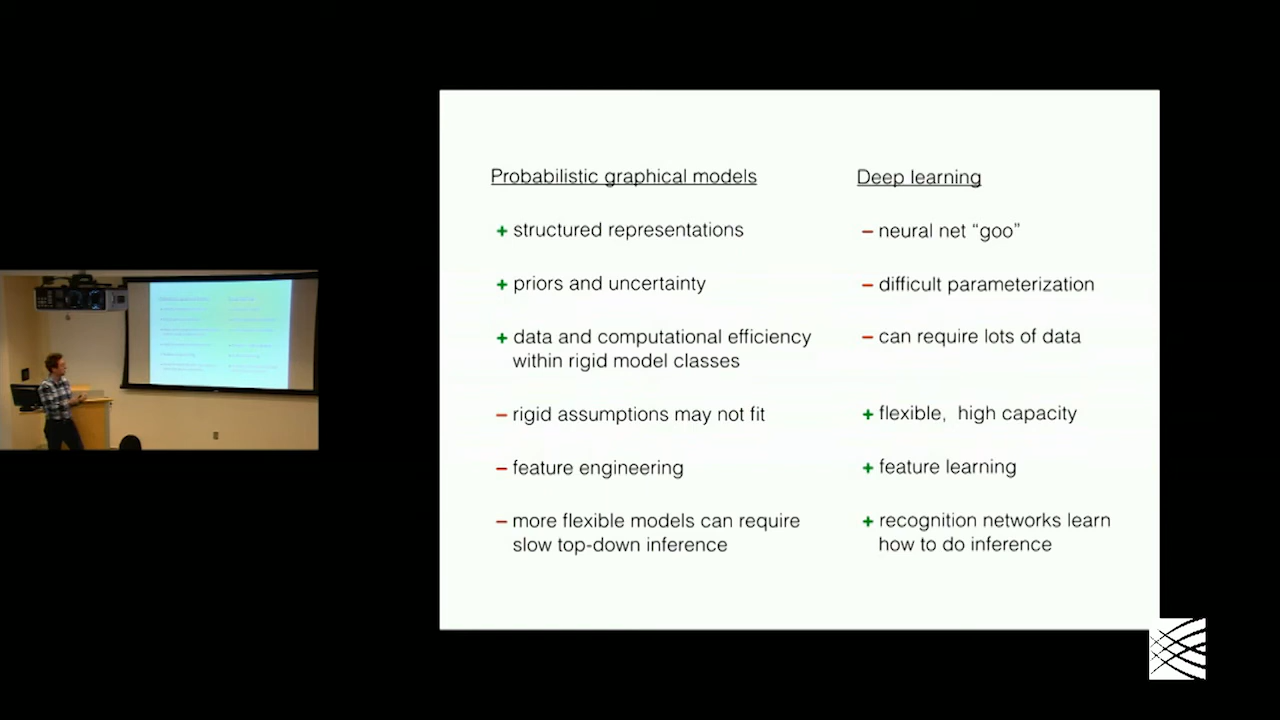 Probabilistic graphical models
+ structured representations
+ priors and uncertainty
+ data and computational efficiency
within rigid model classes
– rigid assumptions may not fit
– feature engineering
– more flexible models can require
slow top-down inference
Deep learning
– neural net “goo”
– difficult parameterization
– can require lots of data
+ flexible, high capacity
+ feature learning
+ recognition networks learn
how to do inference